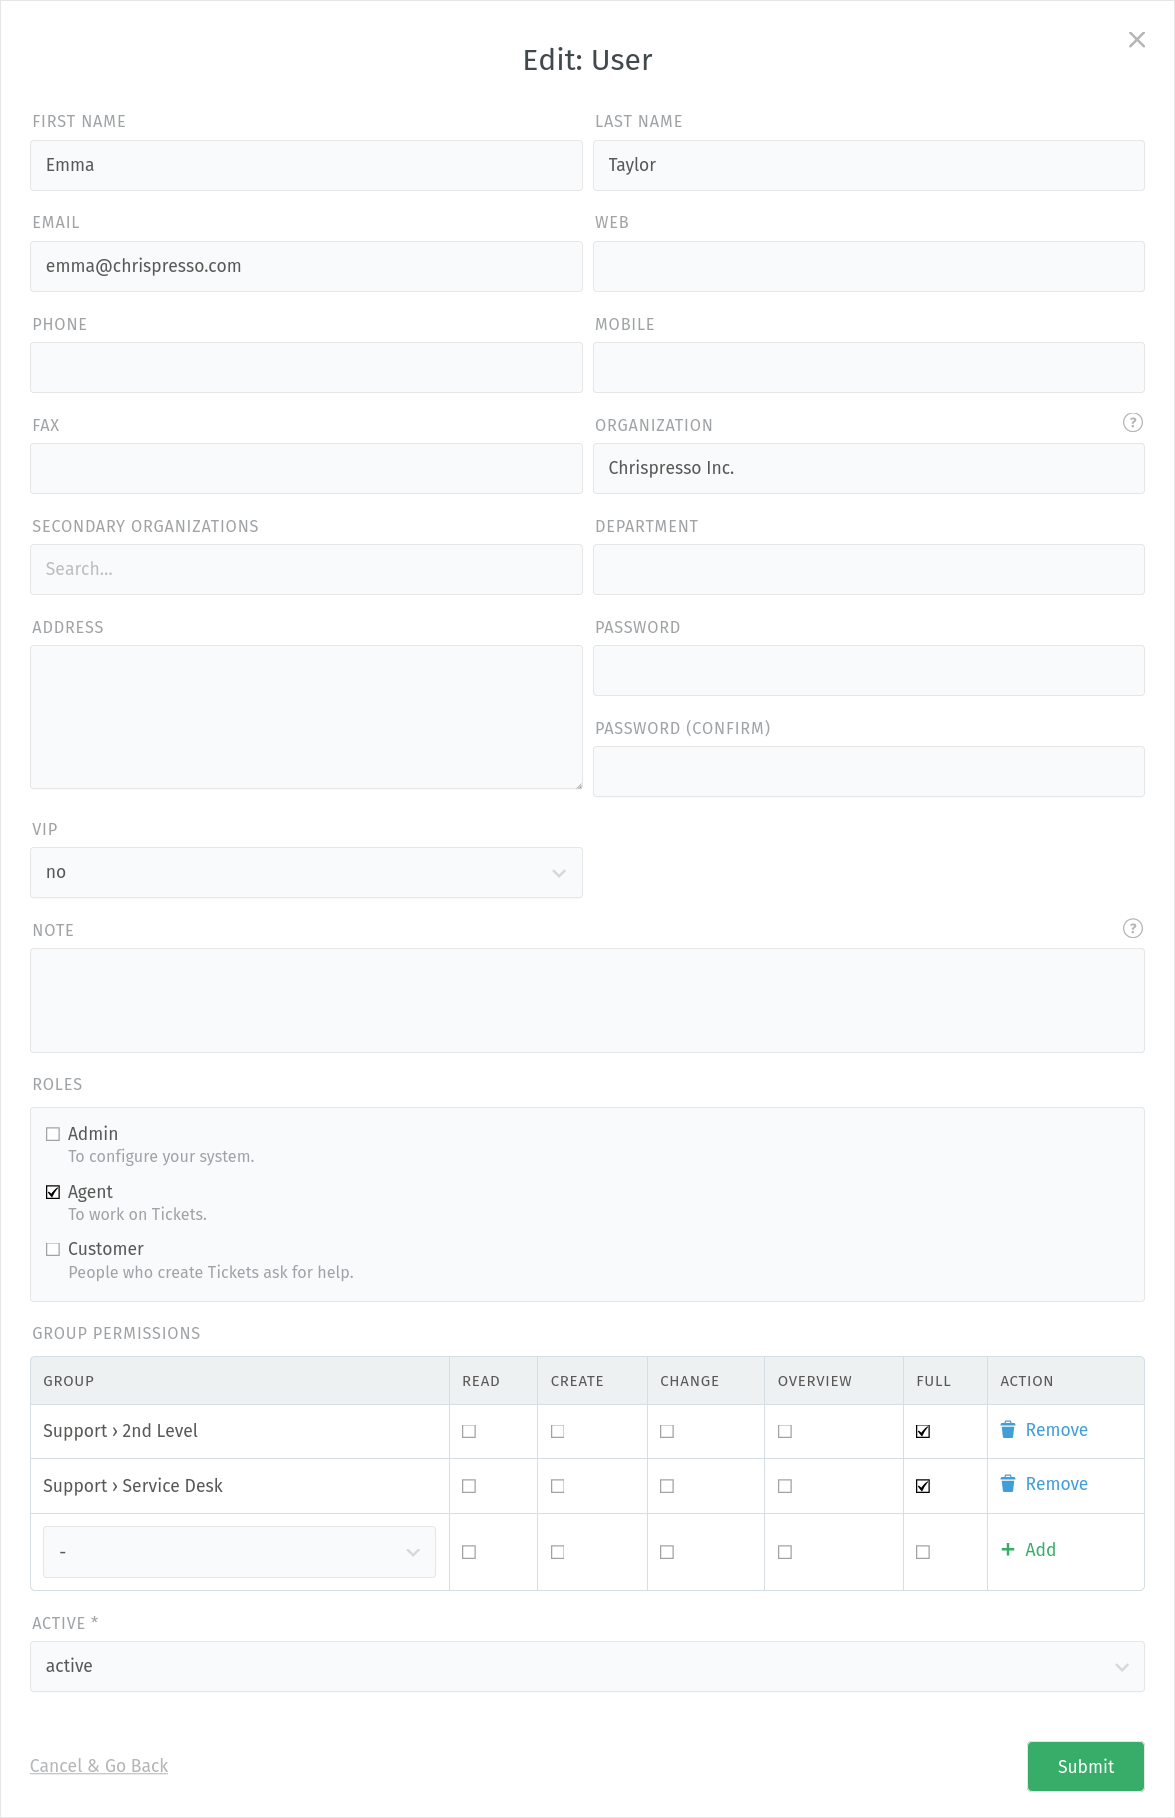 Edit: User
FIRST NAME
LAST NAME
Emma
Taylor
EMAIL
WEB
emma@chrispresso.com
PHONE
MOBILE
FAX
ORGANIZATION
?
Chrispresso Inc.
SECONDARY ORGANIZATIONS
DEPARTMENT
Search...
ADDRESS
PASSWORD
PASSWORD (CONFIRM)
VIP
no
NOTE
?
ROLES
Admin
To configure your system.
Agent
To work on Tickets.
Customer
People who create Tickets ask for help.
GROUP PERMISSIONS
GROUP READ CREATE CHANGE OVERVIEW FULL ACTION
Support › 2nd Level Remove
Support › Service Desk Remove
- Add
ACTIVE *
active
Cancel & Go Back
Submit